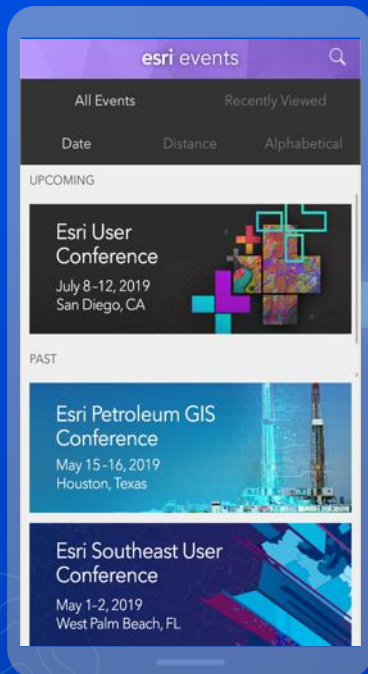 esri events
All Events Recently Viewed
Date Distance Alphabetical
UPCOMING
Esri User
Conference
July 8-12, 2019
San Diego, CA
PAST
Esri Petroleum GIS
Conference
May 15-16, 2019
Houston, Texas
Esri Southeast User
Conference
May 1-2, 2019
West Palm Beach, FL